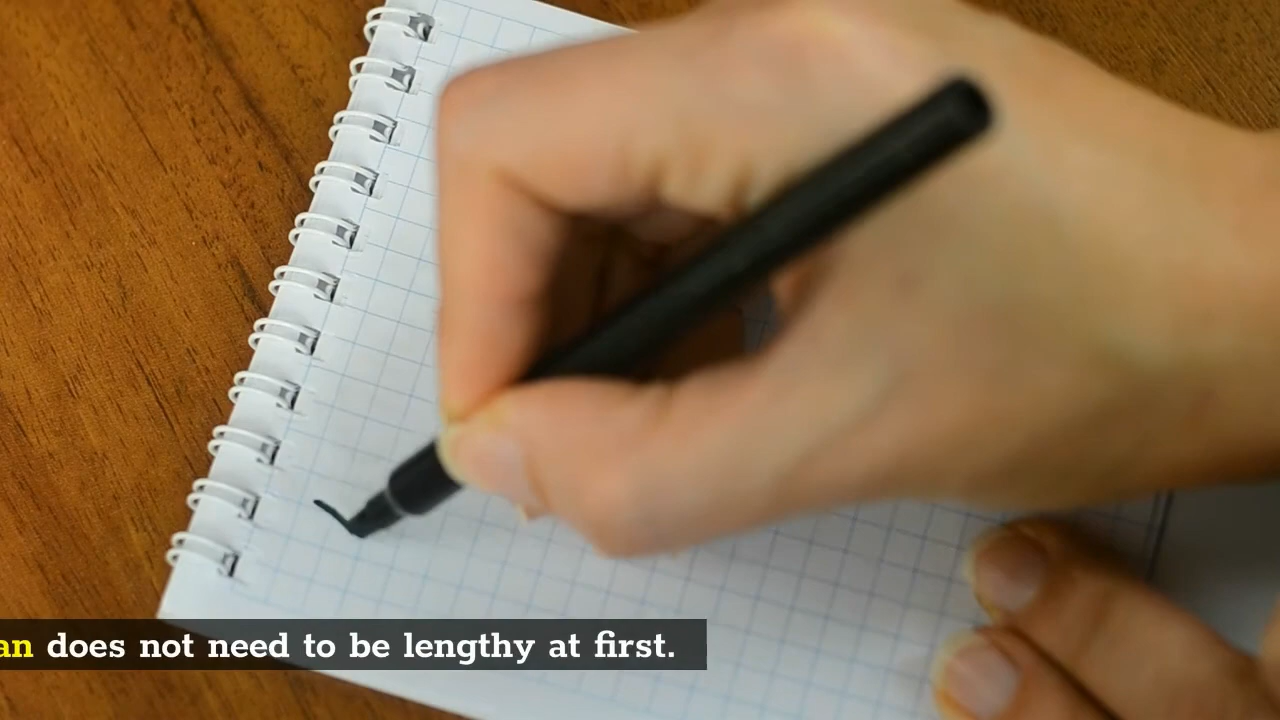 an does not need to be lengthy at first.